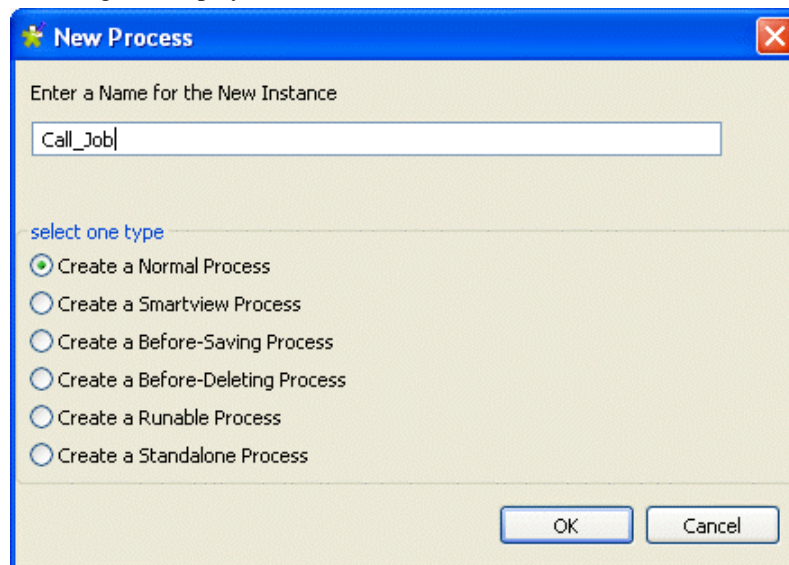 New Process
Enter a Name for the New Instance
Call_Job
select one type
Create a Normal Process
Create a Smartview Process
Create a Before-Saving Process
Create a Before-Deleting Process
Create a Runable Process
Create a Standalone Process
OK Cancel